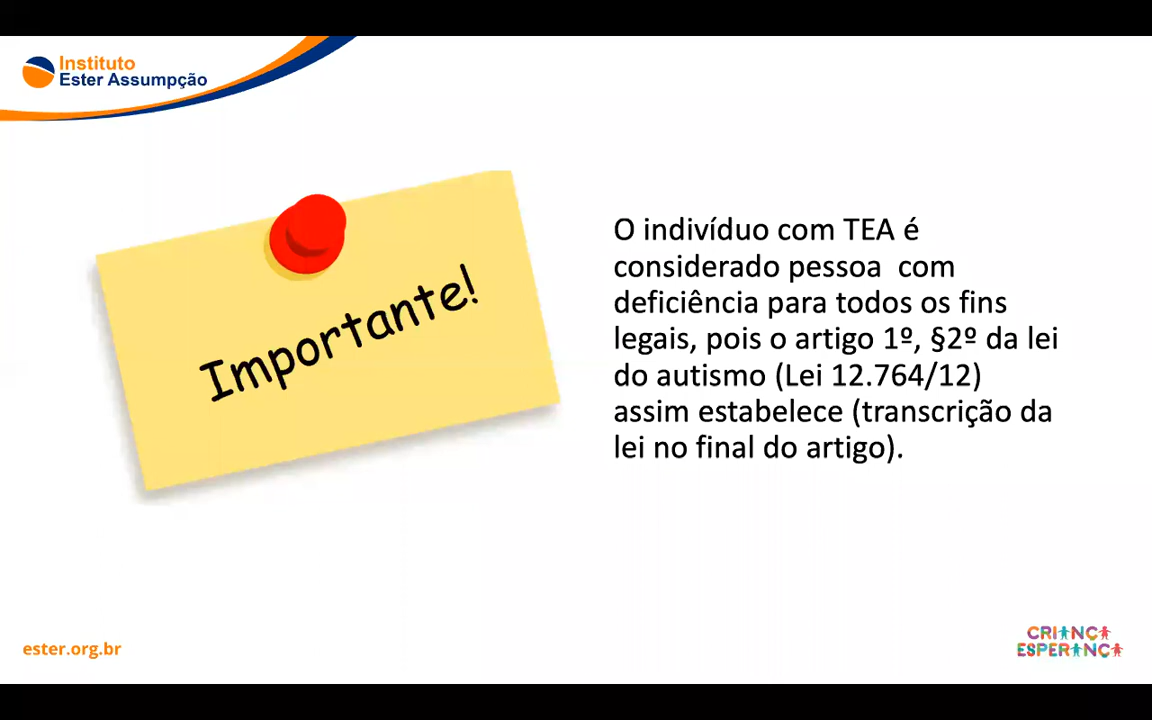 Instituto
Ester Assumpção
Importante!
O indivíduo com TEA é
considerado pessoa com
deficiência para todos os fins
legais, pois o artigo 1º, §2º da lei
do autismo (Lei 12.764/12)
assim estabelece (transcrição da
lei no final do artigo).
ester.org.br
CRIANÇA
ESPERANÇA